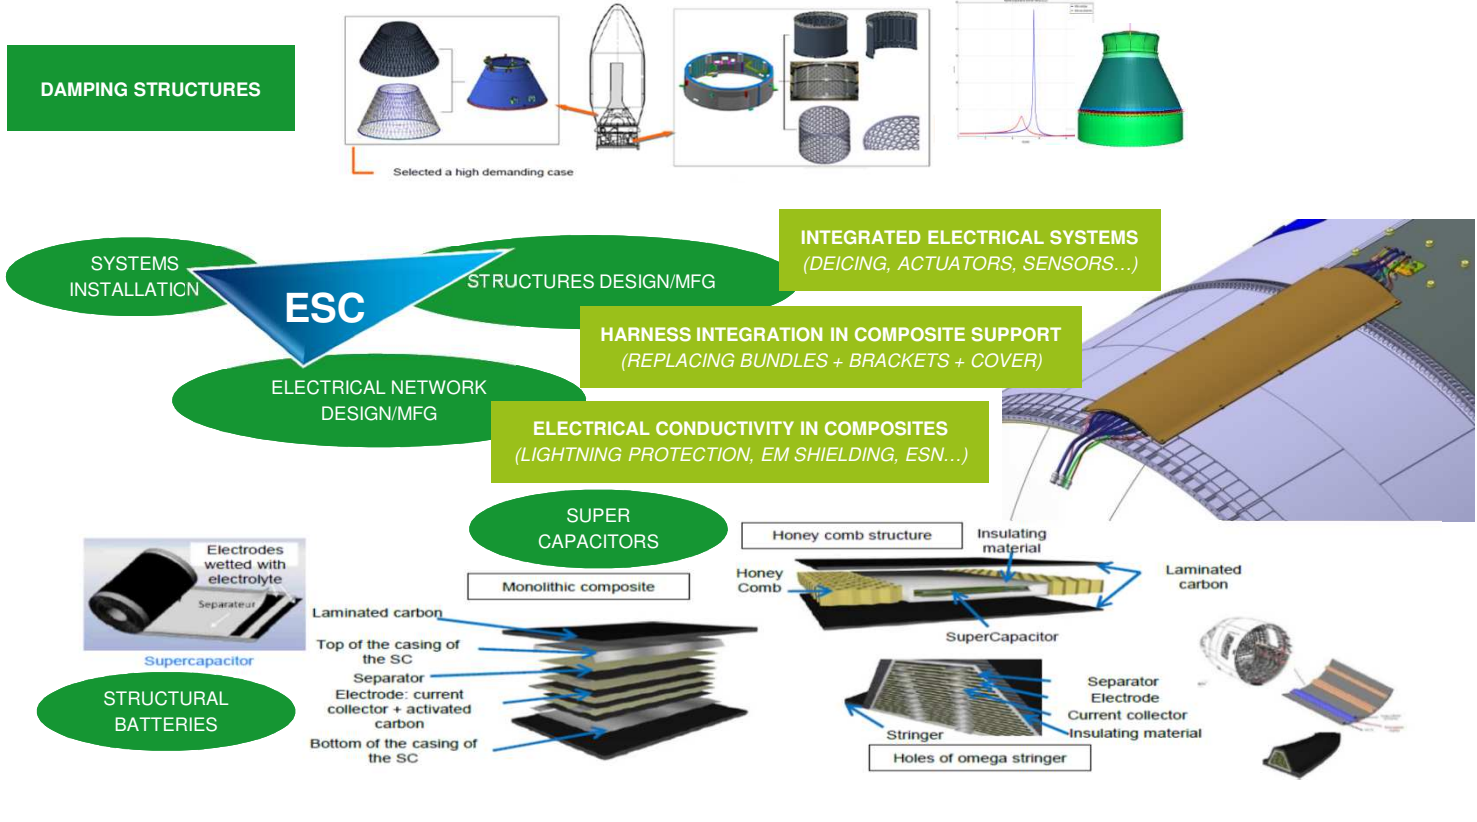 DAMPING STRUCTURES
Selected a high demanding case
SYSTEMS
INSTALLATION
ESC
STRUCTURES DESIGN/MFG
ELECTRICAL NETWORK
DESIGN/MFG
INTEGRATED ELECTRICAL SYSTEMS
(DEICING, ACTUATORS, SENSORS…)
HARNESS INTEGRATION IN COMPOSITE SUPPORT
(REPLACING BUNDLES + BRACKETS + COVER)
ELECTRICAL CONDUCTIVITY IN COMPOSITES
(LIGHTNING PROTECTION, EM SHIELDING, ESN…)
SUPER
CAPACITORS
Electrodes
wetted with
electrolyte
Separateur
Supercapacitor
STRUCTURAL
BATTERIES
Monolithic composite
Laminated carbon
Top of the casing of
the SC
Separator
Electrode: current
collector + activated
carbon
Bottom of the casing of
the SC
Honey comb structure
Insulating
material
Honey
Comb
Laminated
carbon
SuperCapacitor
Separator
Electrode
Current collector
Insulating material
Stringer
Holes of omega stringer